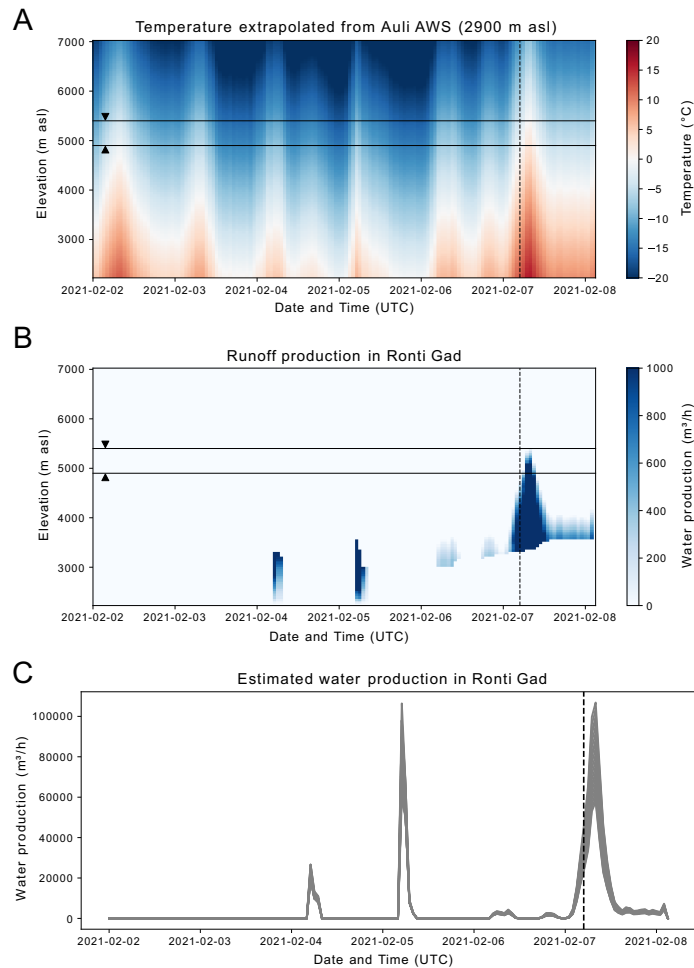 A
Temperature extrapolated from Auli AWS (2900 m asl)
7000
6000
5000
4000
3000
Elevation (m asl)
2021-02-02 2021-02-03 2021-02-04 2021-02-05 2021-02-06 2021-02-07 2021-02-08
Date and Time (UTC)
20
15
10
5
0
−5
−10
−15
−20
Temperature (°C)
B
Runoff production in Ronti Gad
7000
6000
5000
4000
3000
Elevation (m asl)
2021-02-02 2021-02-03 2021-02-04 2021-02-05 2021-02-06 2021-02-07 2021-02-08
Date and Time (UTC)
1000
800
600
400
200
0
Water production (m³/h)
C
Estimated water production in Ronti Gad
100000
80000
60000
40000
20000
0
Water production (m³/h)
2021-02-02 2021-02-03 2021-02-04 2021-02-05 2021-02-06 2021-02-07 2021-02-08
Date and Time (UTC)